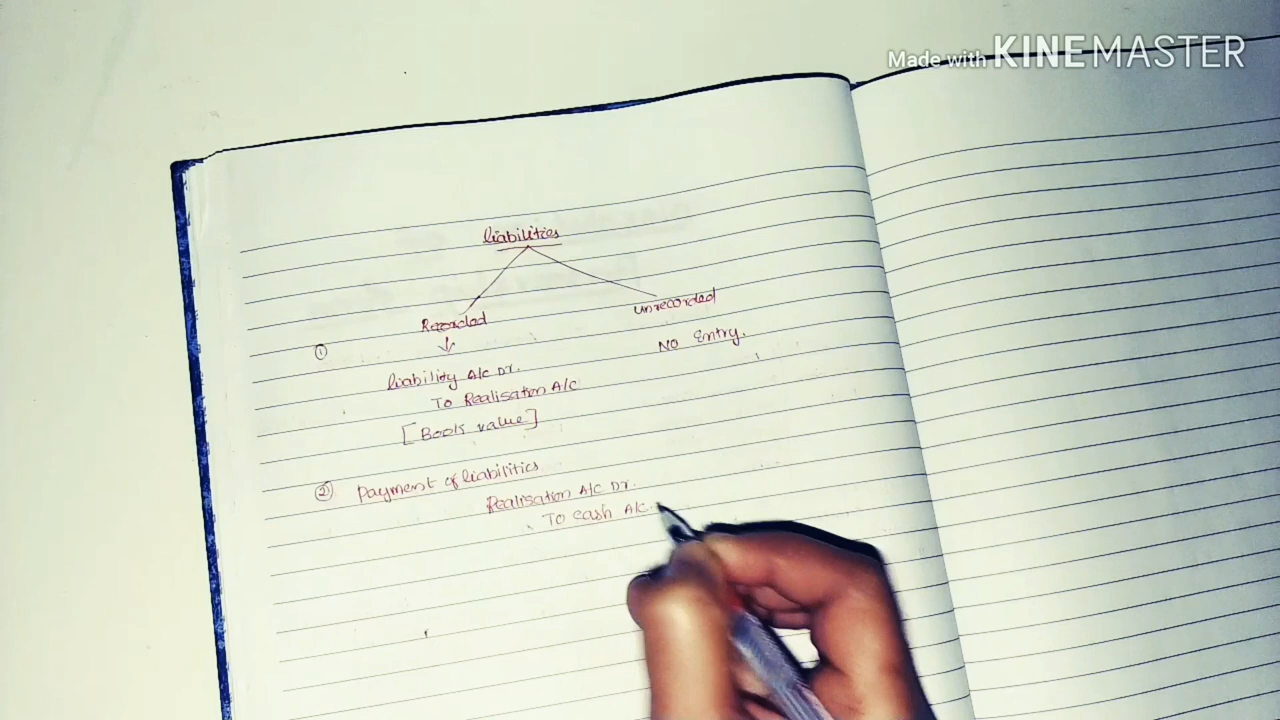 Made with KINEMASTER
Liabilities
Recorded
unrecorded
①
No Entry.
liability A/c Dr.
To Realisation A/c
[Book value]
② Payment of liabilities
Realisation A/c Dr.
To cash A/c